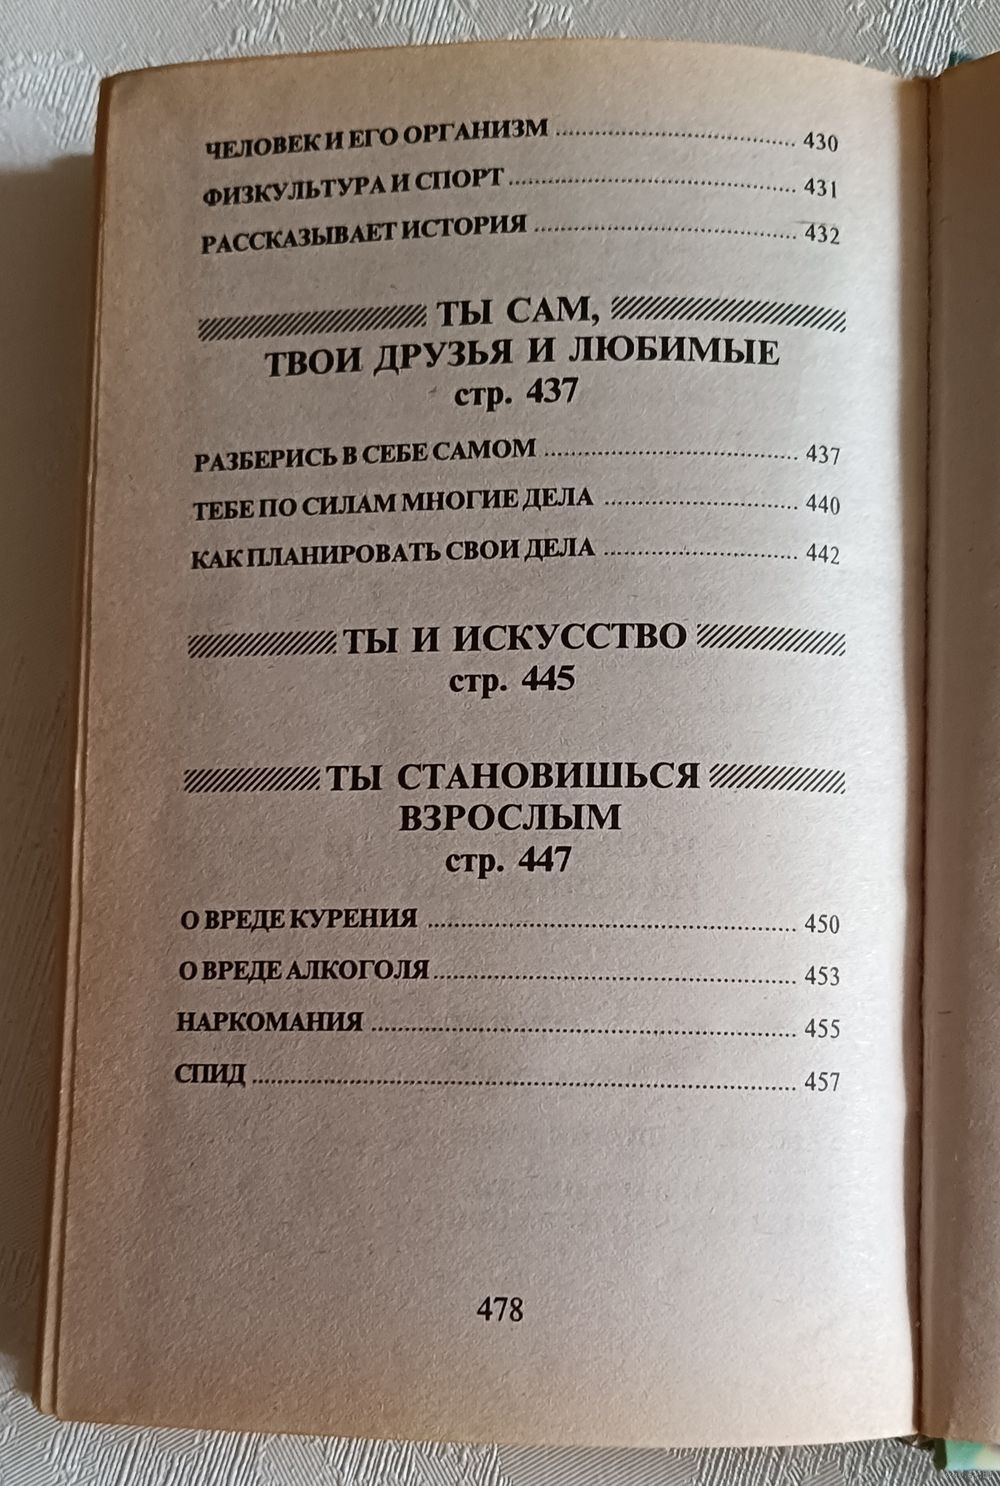 ЧЕЛОВЕК И ЕГО ОРГАНИЗМ ........ 430
ФИЗКУЛЬТУРА И СПОРТ ........ 431
РАССКАЗЫВАЕТ ИСТОРИЯ ........ 432
ТЫ САМ,
ТВОИ ДРУЗЬЯ И ЛЮБИМЫЕ
стр. 437
РАЗБЕРИСЬ В СЕБЕ САМОМ ........ 437
ТЕБЕ ПО СИЛАМ МНОГИЕ ДЕЛА ........ 440
КАК ПЛАНИРОВАТЬ СВОИ ДЕЛА ........ 442
ТЫ И ИСКУССТВО
стр. 445
ТЫ СТАНОВИШЬСЯ
ВЗРОСЛЫМ
стр. 447
О ВРЕДЕ КУРЕНИЯ ........ 450
О ВРЕДЕ АЛКОГОЛЯ ........ 453
НАРКОМАНИЯ ........ 455
СПИД ........ 457
478